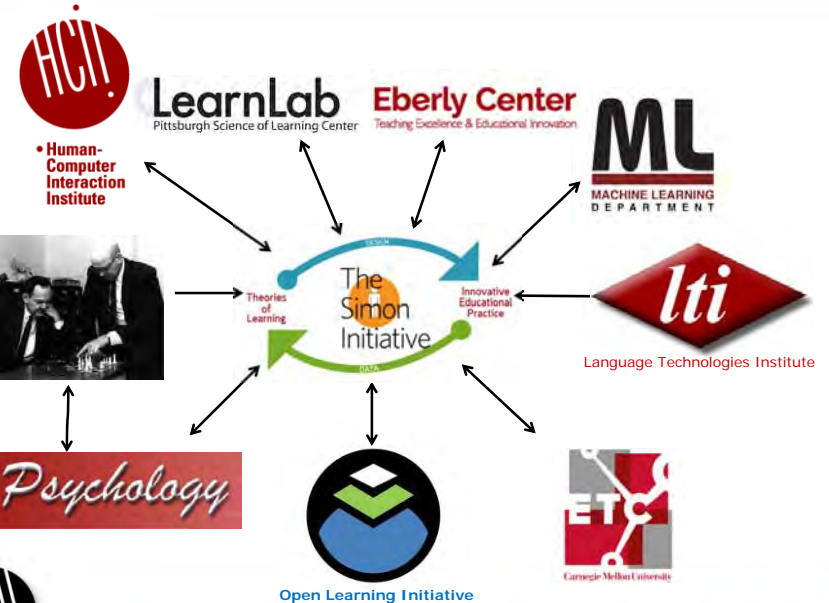 HCII
LearnLab
Pittsburgh Science of Learning Center
Eberly Center
Teaching Excellence & Educational Innovation
ML
MACHINE LEARNING
DEPARTMENT
• Human-
Computer
Interaction
Institute
DESIGN
Theories
of
Learning
The
Simon
Initiative
Innovative
Educational
Practice
DATA
lti
Language Technologies Institute
Psychology
Open Learning Initiative
ETC
Carnegie Mellon University